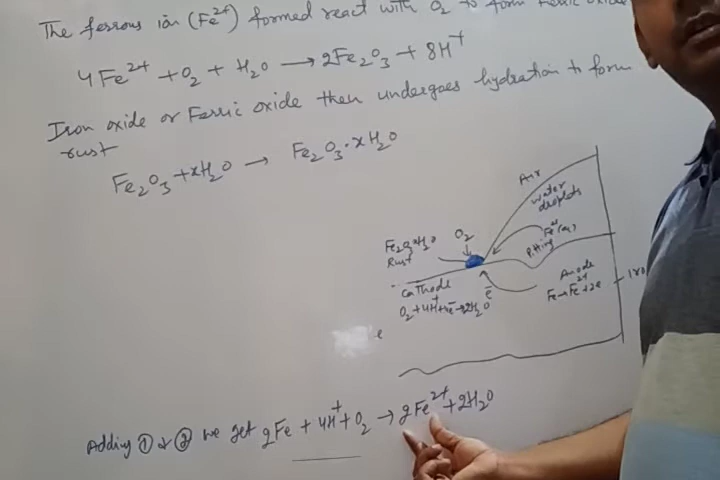 The ferrous ion (Fe²⁺) formed react with O₂ to form ferric oxide
4Fe²⁺ + O₂ + H₂O → 2Fe₂O₃ + 8H⁺
Iron oxide or Ferric oxide then undergoes hydration to form
rust
Fe₂O₃ + xH₂O → Fe₂O₃·xH₂O
Air
Water
droplets
O₂
Fe₂O₃xH₂O
Rust
Fe²⁺(aq)
Pitting
Cathode
O₂+4H⁺+4e⁻→2H₂O
e⁻
Anode
Fe→Fe²⁺+2e
Iro
e
Adding ① & ② we get 2Fe + 4H⁺ + O₂ → 2Fe²⁺ + 2H₂O